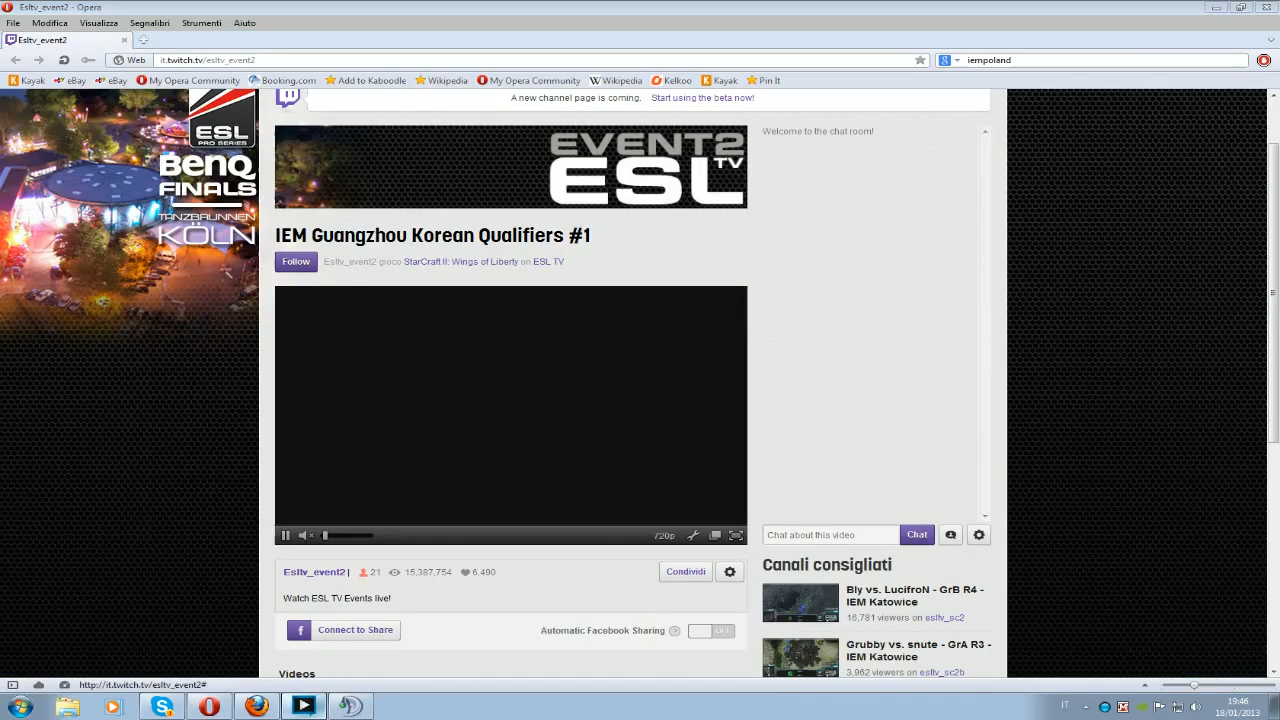 Esltv_event2 - Opera
File Modifica Visualizza Segnalibri Strumenti Aiuto
Esltv_event2
Web it.twitch.tv/esltv_event2 iempoland
Kayak eBay eBay My Opera Community Booking.com Add to Kaboodle Wikipedia My Opera Community Wikipedia Kelkoo Kayak Pin It
A new channel page is coming. Start using the beta now!
ESL
PRO SERIES
BenQ
FINALS
TANZBRUNNEN
KÖLN
EVENT2
ESL TV
Welcome to the chat room!
IEM Guangzhou Korean Qualifiers #1
Follow Esltv_event2 gioco StarCraft II: Wings of Liberty on ESL TV
720p
Chat about this video Chat
Esltv_event2 | 21 15,387,754 6,490 Condividi
Watch ESL TV Events live!
Connect to Share Automatic Facebook Sharing OFF
Videos
Canali consigliati
Bly vs. LucifroN - GrB R4 -
IEM Katowice
16,781 viewers on esltv_sc2
Grubby vs. snute - GrA R3 -
IEM Katowice
3,962 viewers on esltv_sc2b
http://it.twitch.tv/esltv_event2#
IT
19:46
18/01/2013